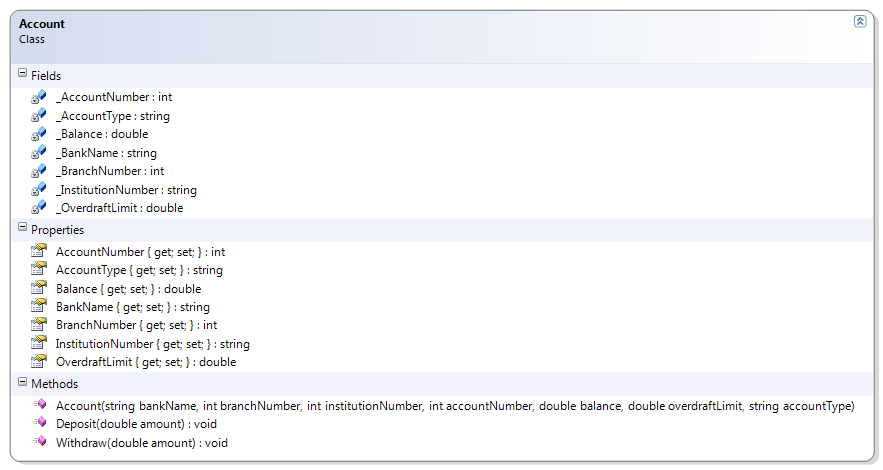 Account
Class
Fields
_AccountNumber : int
_AccountType : string
_Balance : double
_BankName : string
_BranchNumber : int
_InstitutionNumber : string
_OverdraftLimit : double
Properties
AccountNumber { get; set; } : int
AccountType { get; set; } : string
Balance { get; set; } : double
BankName { get; set; } : string
BranchNumber { get; set; } : int
InstitutionNumber { get; set; } : string
OverdraftLimit { get; set; } : double
Methods
Account(string bankName, int branchNumber, int institutionNumber, int accountNumber, double balance, double overdraftLimit, string accountType)
Deposit(double amount) : void
Withdraw(double amount) : void